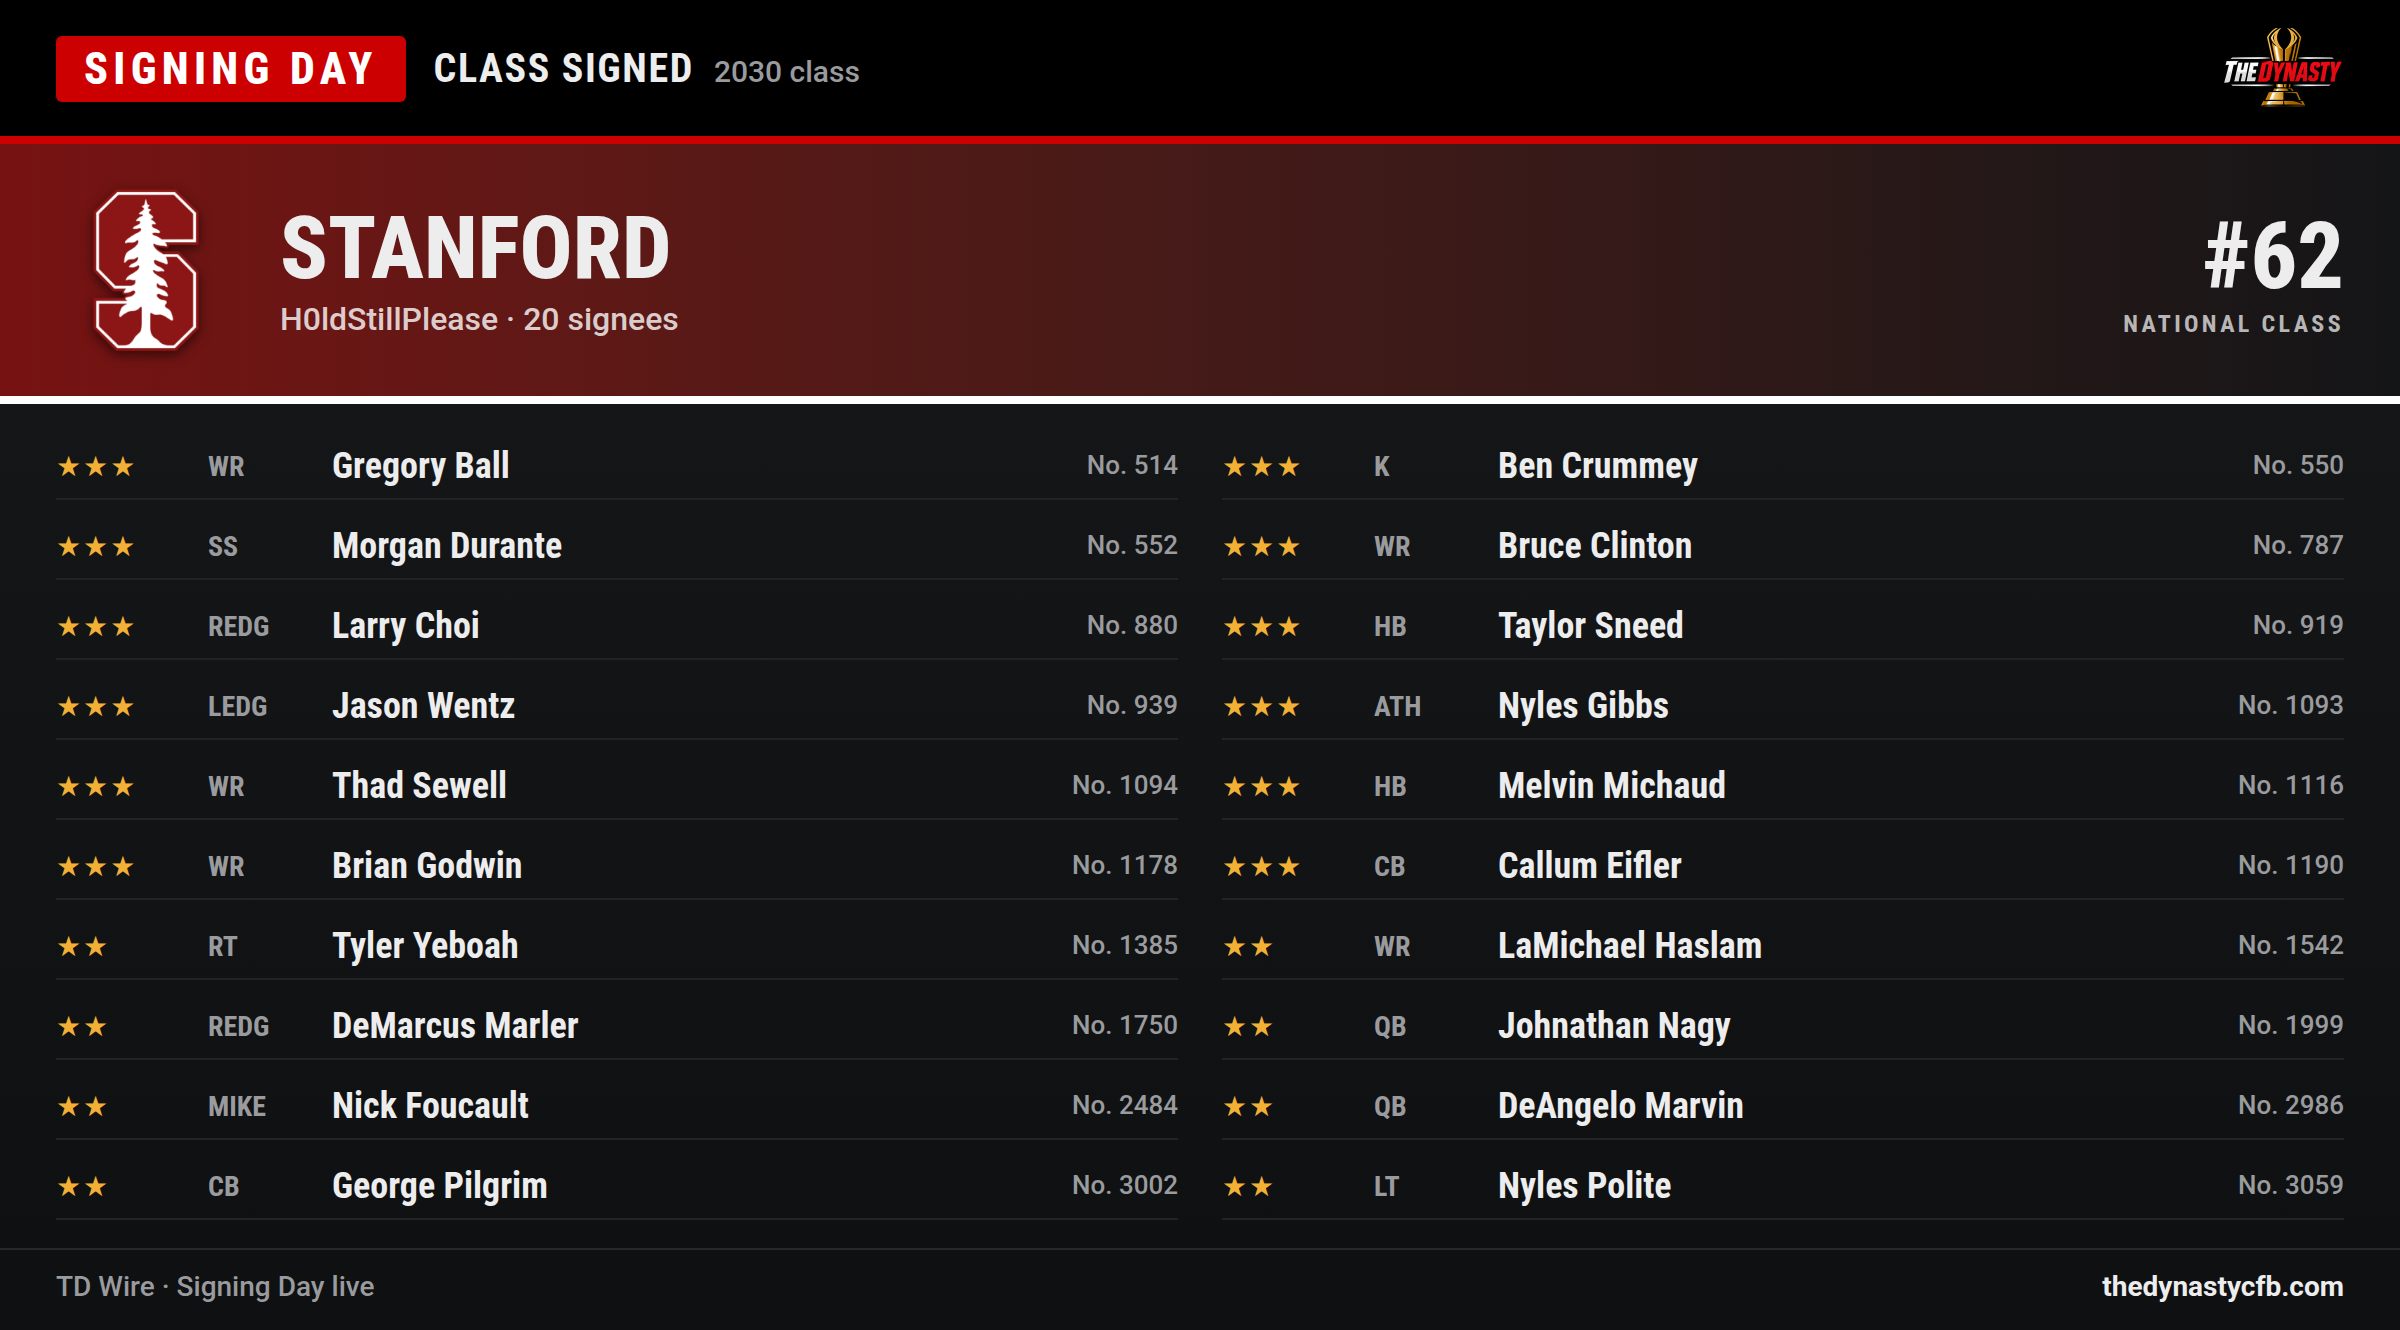 SIGNING DAY CLASS SIGNED 2030 class
THE DYNASTY
STANFORD
H0ldStillPlease · 20 signees
#62
NATIONAL CLASS
★★★ WR Gregory Ball No. 514
★★★ K Ben Crummey No. 550
★★★ SS Morgan Durante No. 552
★★★ WR Bruce Clinton No. 787
★★★ REDG Larry Choi No. 880
★★★ HB Taylor Sneed No. 919
★★★ LEDG Jason Wentz No. 939
★★★ ATH Nyles Gibbs No. 1093
★★★ WR Thad Sewell No. 1094
★★★ HB Melvin Michaud No. 1116
★★★ WR Brian Godwin No. 1178
★★★ CB Callum Eifler No. 1190
★★ RT Tyler Yeboah No. 1385
★★ WR LaMichael Haslam No. 1542
★★ REDG DeMarcus Marler No. 1750
★★ QB Johnathan Nagy No. 1999
★★ MIKE Nick Foucault No. 2484
★★ QB DeAngelo Marvin No. 2986
★★ CB George Pilgrim No. 3002
★★ LT Nyles Polite No. 3059
TD Wire · Signing Day live
thedynastycfb.com